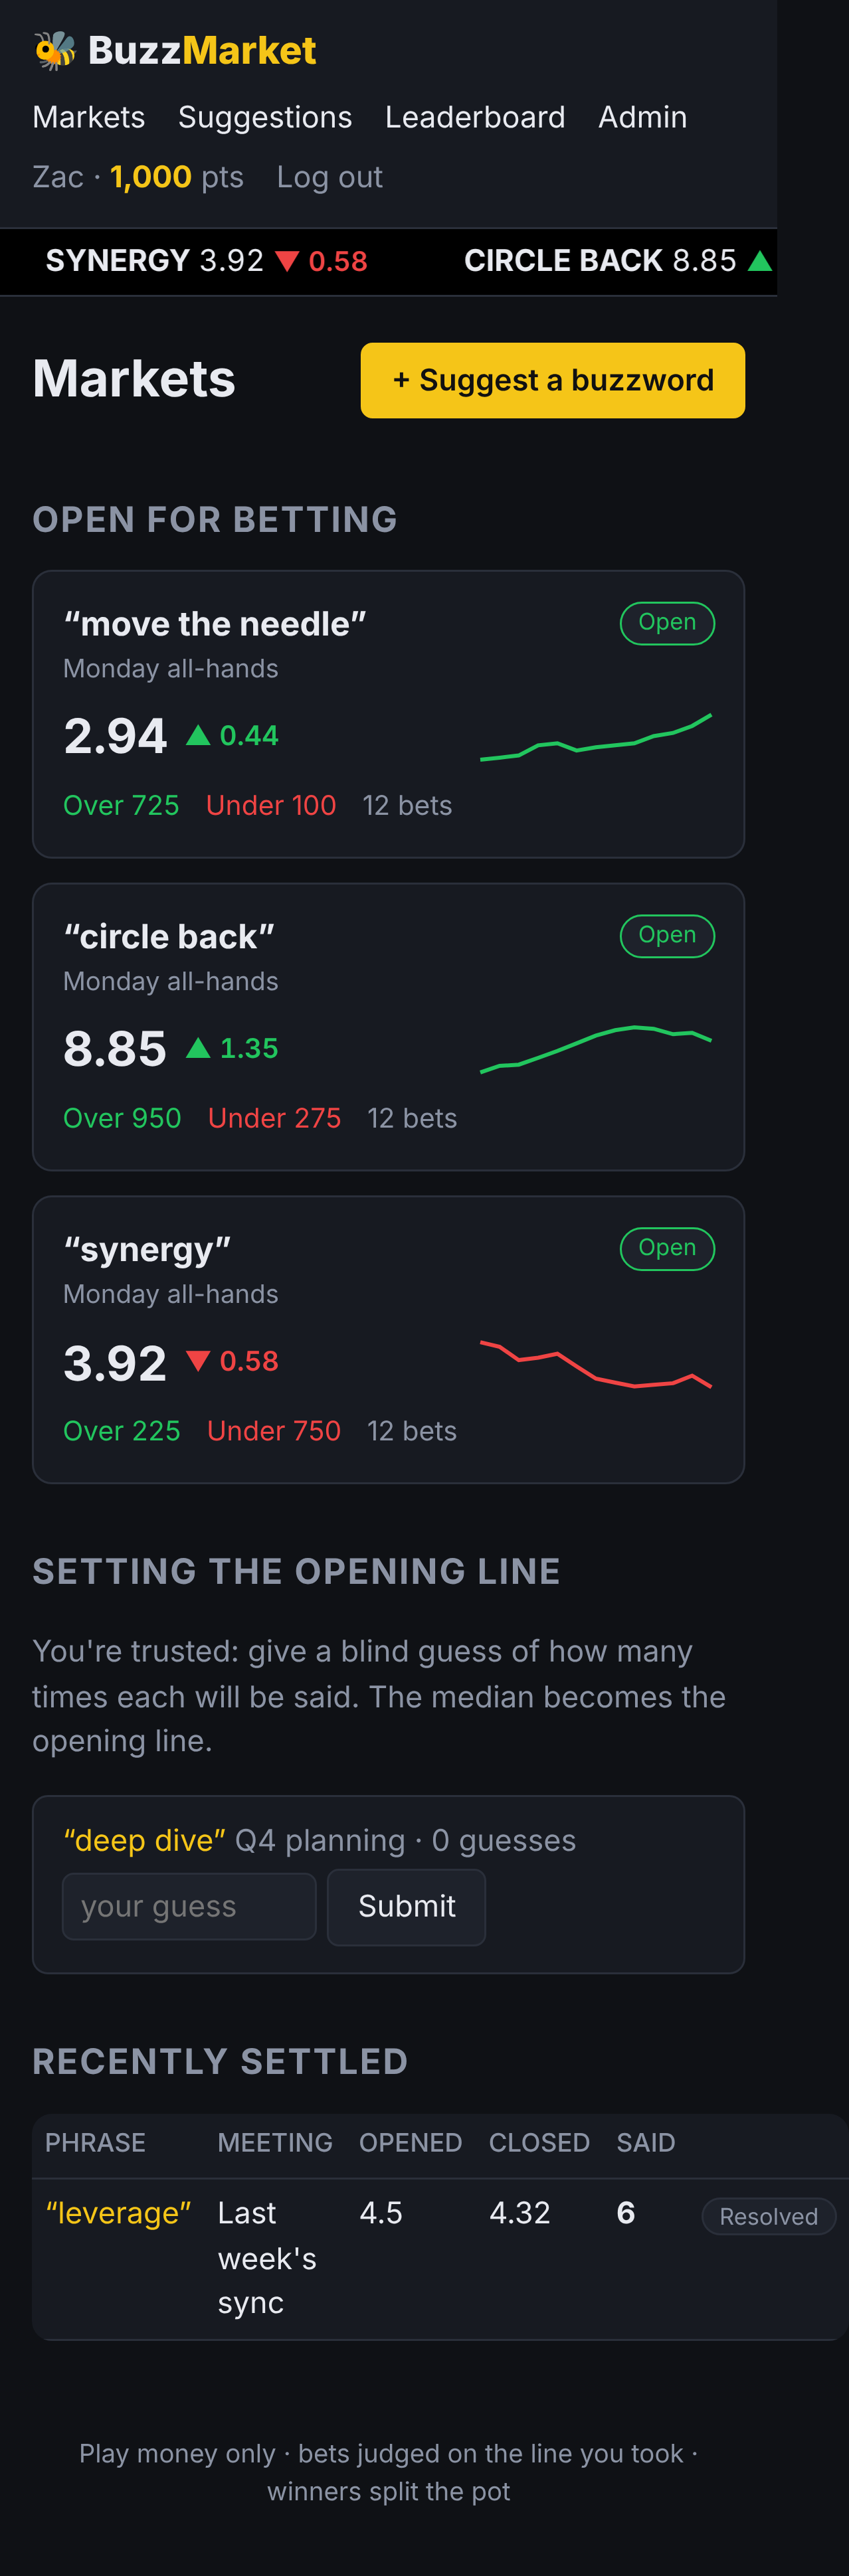 🐝 BuzzMarket
Markets Suggestions Leaderboard Admin
Zac · 1,000 pts Log out
SYNERGY 3.92 ▼ 0.58 CIRCLE BACK 8.85 ▲
Markets
+ Suggest a buzzword
OPEN FOR BETTING
“move the needle” Open
Monday all-hands
2.94 ▲ 0.44
Over 725 Under 100 12 bets
“circle back” Open
Monday all-hands
8.85 ▲ 1.35
Over 950 Under 275 12 bets
“synergy” Open
Monday all-hands
3.92 ▼ 0.58
Over 225 Under 750 12 bets
SETTING THE OPENING LINE
You're trusted: give a blind guess of how many
times each will be said. The median becomes the
opening line.
“deep dive” Q4 planning · 0 guesses
your guess Submit
RECENTLY SETTLED
PHRASE MEETING OPENED CLOSED SAID
“leverage” Last 4.5 4.32 6 Resolved
week's
sync
Play money only · bets judged on the line you took ·
winners split the pot